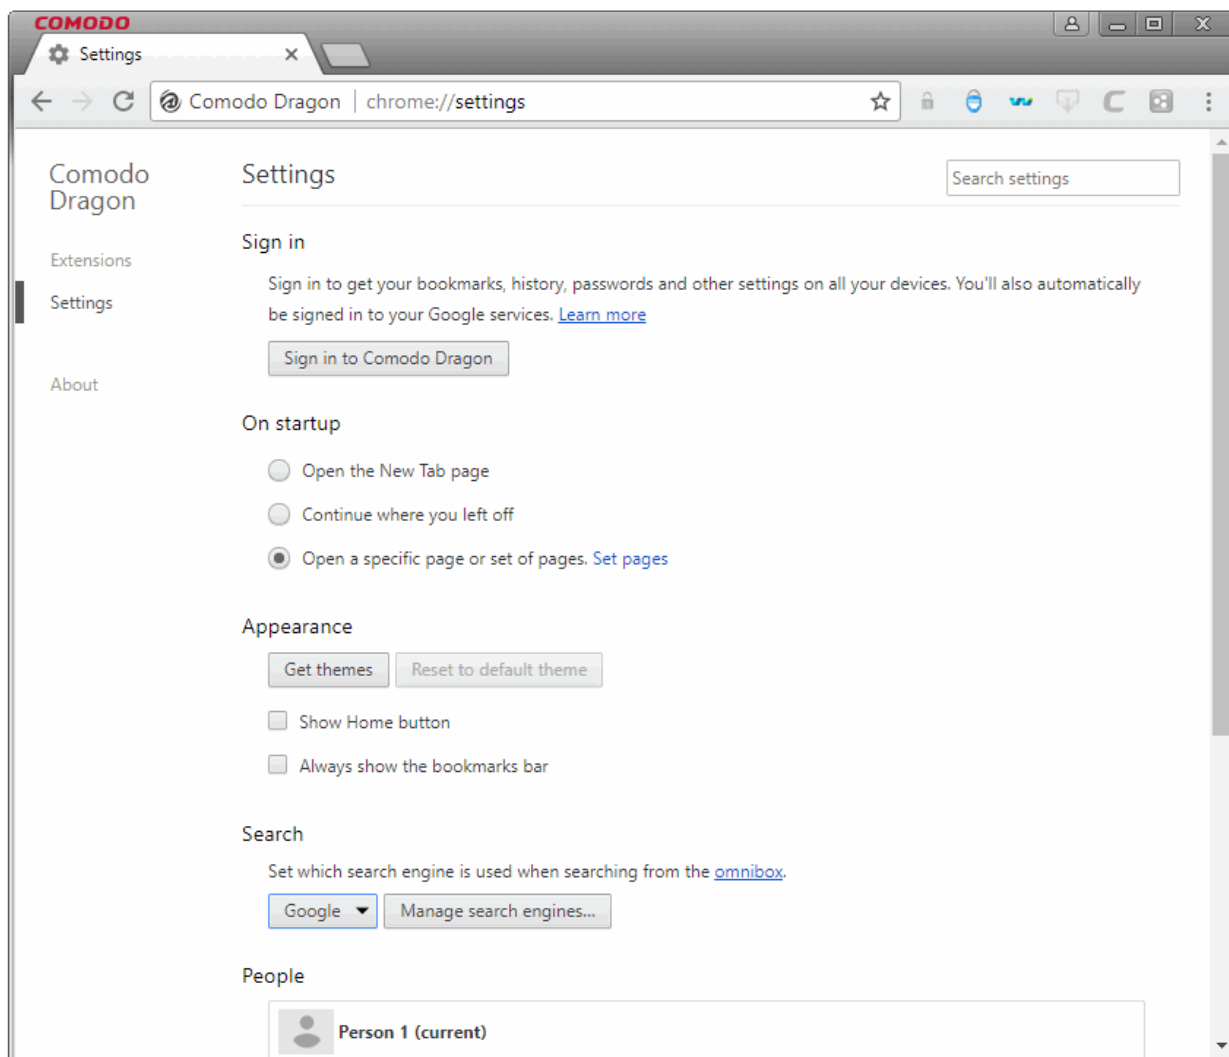 COMODO
Settings
Comodo Dragon | chrome://settings
Comodo
Dragon
Extensions
Settings
About
Settings
Search settings
Sign in
Sign in to get your bookmarks, history, passwords and other settings on all your devices. You'll also automatically
be signed in to your Google services. Learn more
Sign in to Comodo Dragon
On startup
Open the New Tab page
Continue where you left off
Open a specific page or set of pages. Set pages
Appearance
Get themes
Reset to default theme
Show Home button
Always show the bookmarks bar
Search
Set which search engine is used when searching from the omnibox.
Google
Manage search engines...
People
Person 1 (current)